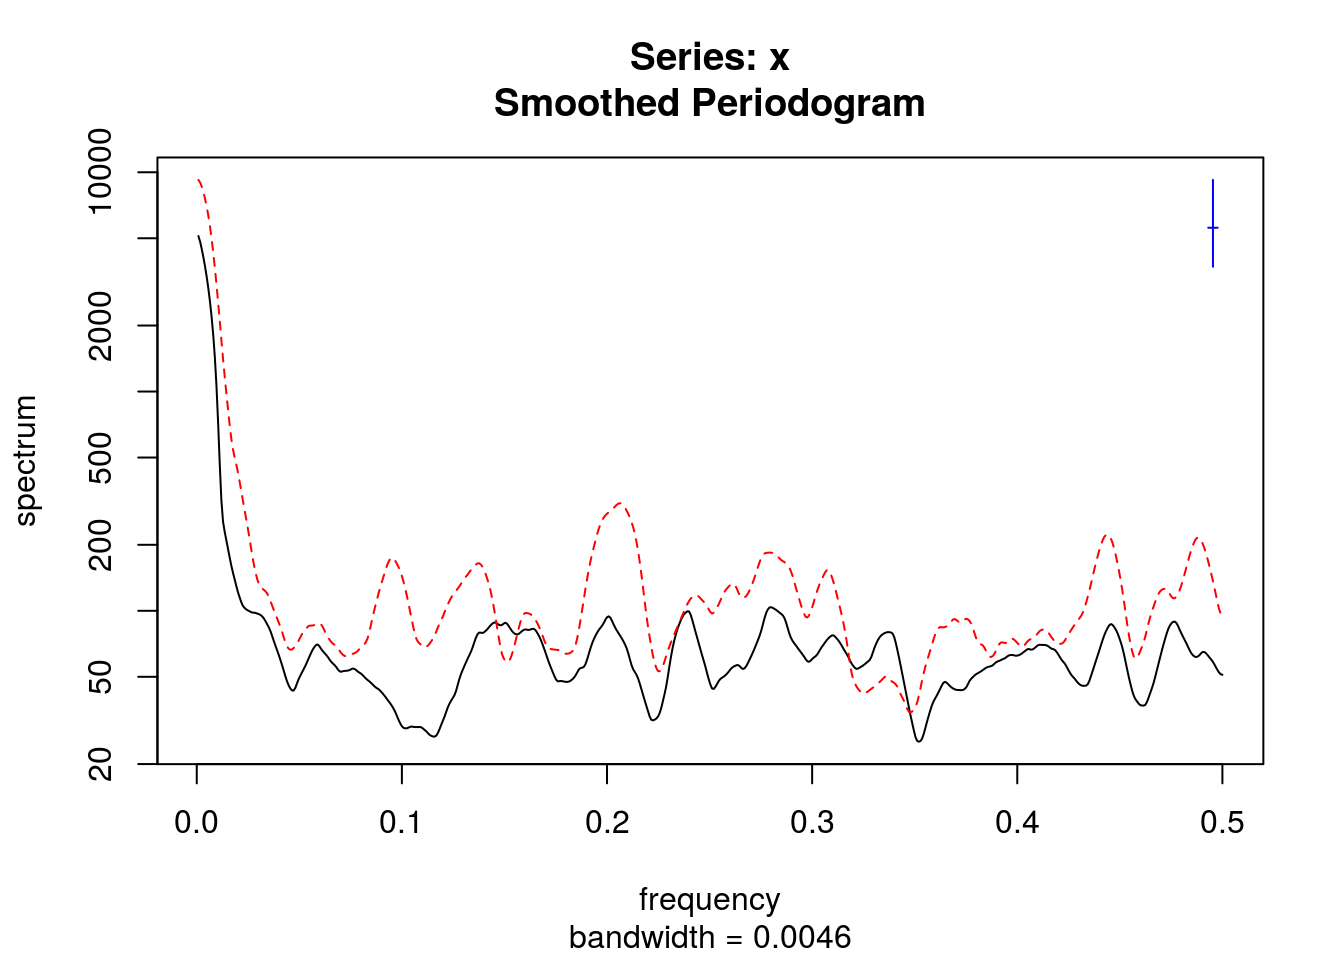 Series: x
Smoothed Periodogram
spectrum
10000
2000
500
200
50
20
0.0 0.1 0.2 0.3 0.4 0.5
frequency
bandwidth = 0.0046